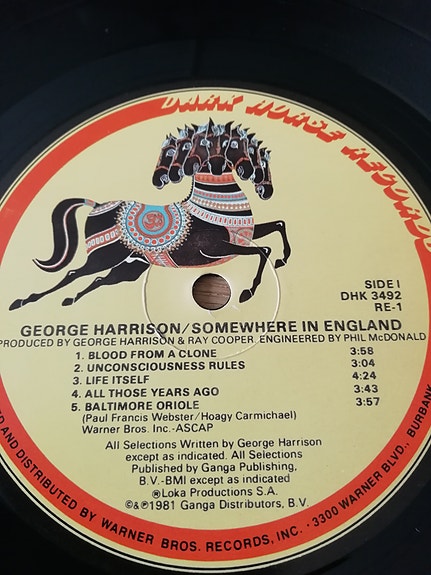 DARK HORSE RECORDS
SIDE I
DHK 3492
RE-1
GEORGE HARRISON/SOMEWHERE IN ENGLAND
PRODUCED BY GEORGE HARRISON & RAY COOPER. ENGINEERED BY PHIL McDONALD
1. BLOOD FROM A CLONE 3:58
2. UNCONSCIOUSNESS RULES 3:04
3. LIFE ITSELF 4:24
4. ALL THOSE YEARS AGO 3:43
5. BALTIMORE ORIOLE 3:57
(Paul Francis Webster/Hoagy Carmichael)
Warner Bros. Inc.-ASCAP
All Selections Written by George Harrison
except as indicated. All Selections
Published by Ganga Publishing,
B.V.-BMI except as indicated
℗Loka Productions S.A.
©&℗1981 Ganga Distributors, B.V.
AND DISTRIBUTED BY WARNER BROS. RECORDS, INC. · 3300 WARNER BLVD., BURBANK